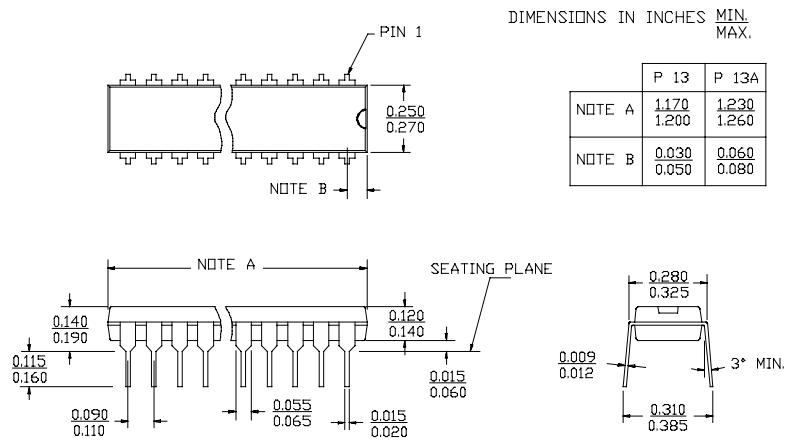 DIMENSIONS IN INCHES MIN.
MAX.
PIN 1
P 13 P 13A
NOTE A 1.170 1.230
1.200 1.260
NOTE B 0.030 0.060
0.050 0.080
0.250
0.270
NOTE B
NOTE A
SEATING PLANE
0.280
0.325
0.140
0.190
0.120
0.140
0.115
0.160
0.015
0.060
0.009
0.012
3° MIN.
0.090
0.110
0.055
0.065
0.015
0.020
0.310
0.385